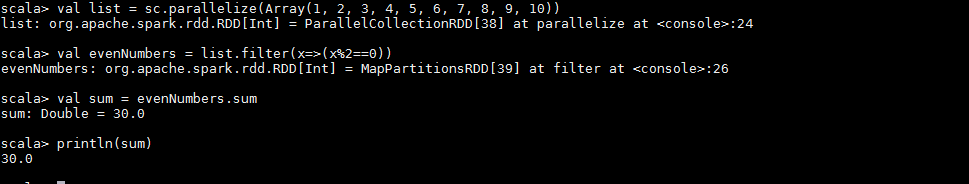 scala> val list = sc.parallelize(Array(1, 2, 3, 4, 5, 6, 7, 8, 9, 10))
list: org.apache.spark.rdd.RDD[Int] = ParallelCollectionRDD[38] at parallelize at <console>:24
scala> val evenNumbers = list.filter(x=>(x%2==0))
evenNumbers: org.apache.spark.rdd.RDD[Int] = MapPartitionsRDD[39] at filter at <console>:26
scala> val sum = evenNumbers.sum
sum: Double = 30.0
scala> println(sum)
30.0